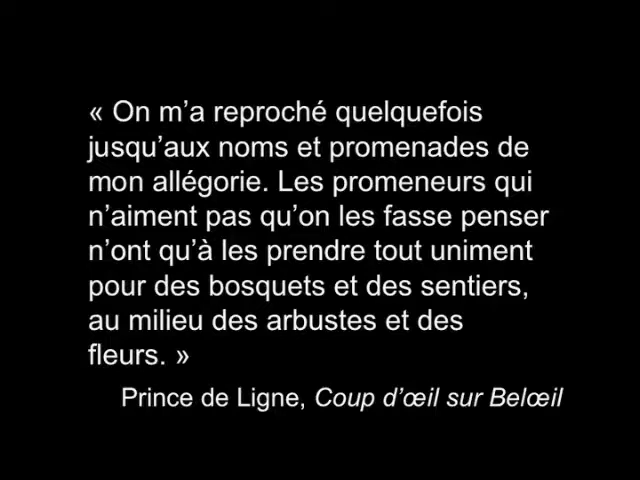 « On m’a reproché quelquefois
jusqu’aux noms et promenades de
mon allégorie. Les promeneurs qui
n’aiment pas qu’on les fasse penser
n’ont qu’à les prendre tout uniment
pour des bosquets et des sentiers,
au milieu des arbustes et des
fleurs. »
Prince de Ligne, Coup d’œil sur Belœil